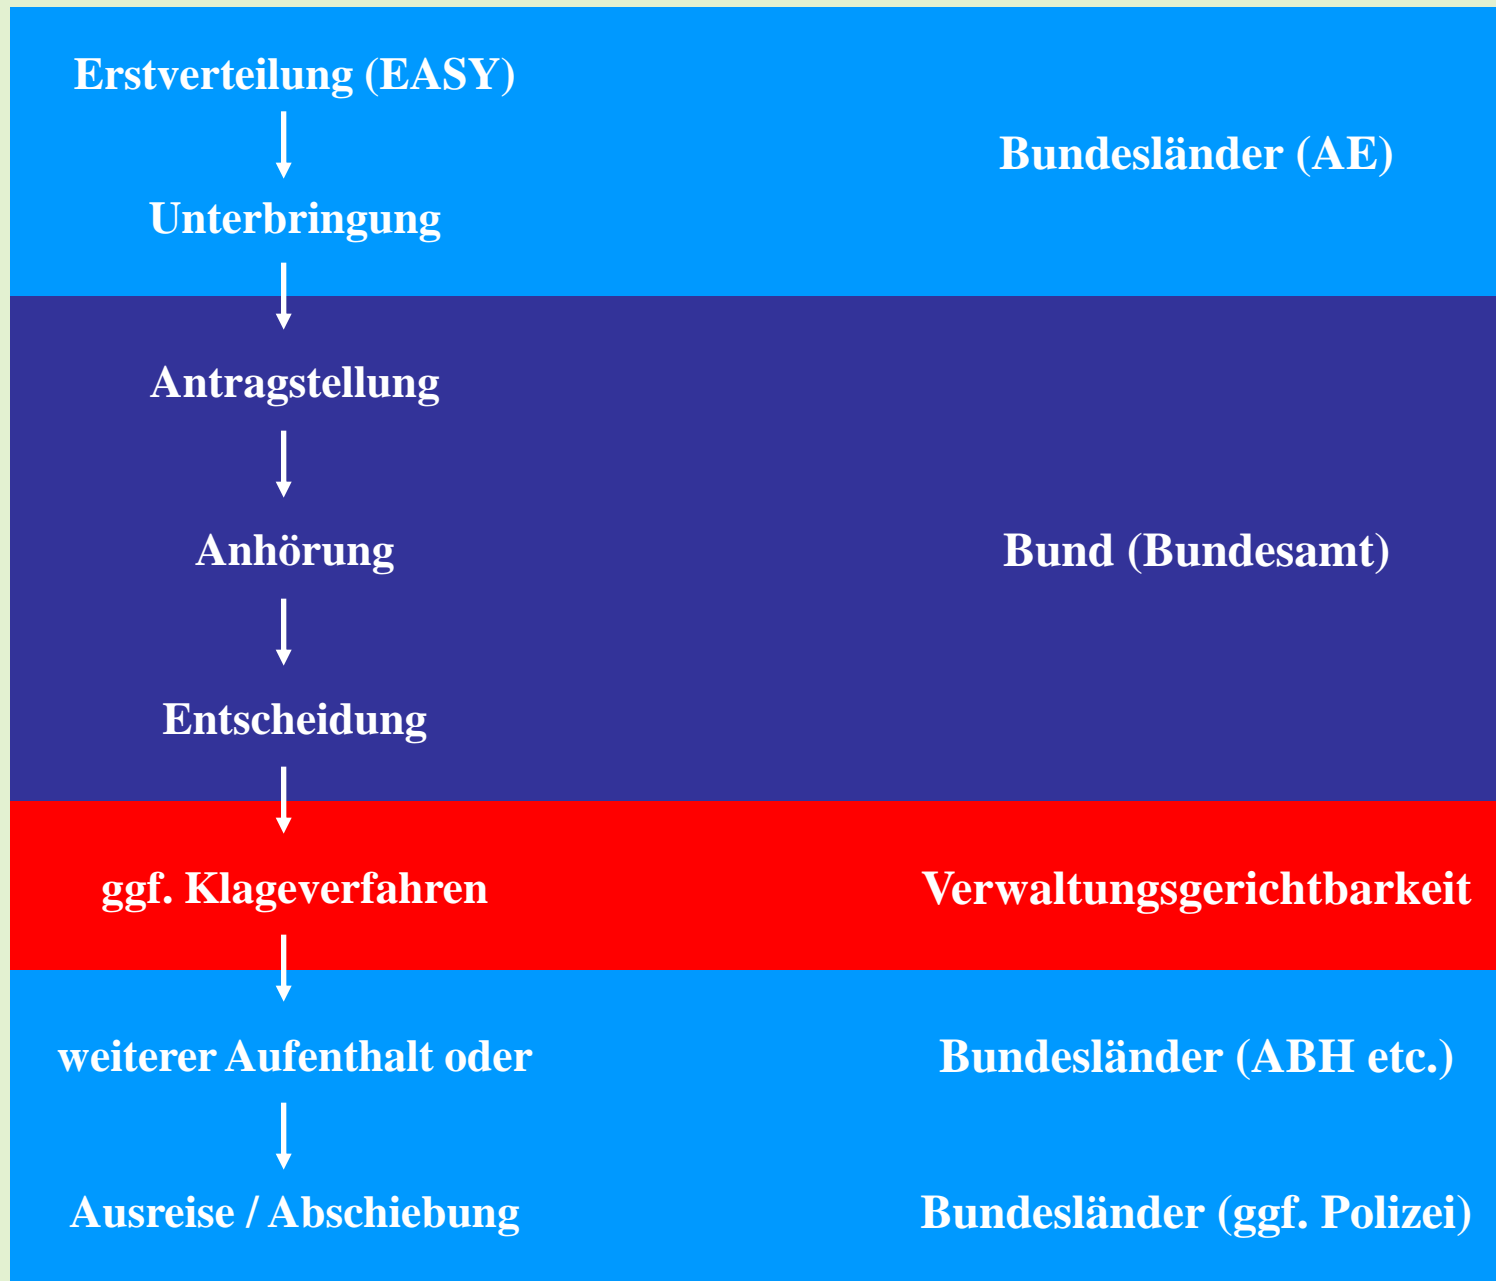 Erstverteilung (EASY)
Bundesländer (AE)
Unterbringung
Antragstellung
Anhörung
Bund (Bundesamt)
Entscheidung
ggf. Klageverfahren
Verwaltungsgerichtbarkeit
weiterer Aufenthalt oder
Bundesländer (ABH etc.)
Ausreise / Abschiebung
Bundesländer (ggf. Polizei)